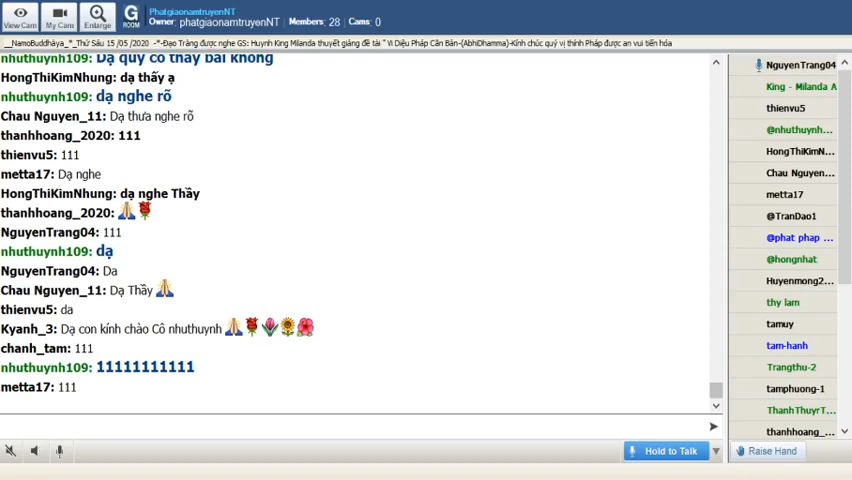 PhatgiaonamtruyenNT
Owner: phatgiaonamtruyenNT Members: 28 Cams: 0
View Cam
My Cam
Enlarge
G
ROOM
__NamoBuddhàya_*_Thứ Sáu 15 /05 /2020 -*-Đạo Tràng được nghe GS: Huynh King Milanda thuyết giảng đề tài " Vi Diệu Pháp Căn Bản-(AbhiDhamma)-Kính chúc quý vị thính Pháp được an vui tiến hóa
nhuthuynh109: Dạ quý cô thầy bài không
HongThiKimNhung: dạ thấy ạ
nhuthuynh109: dạ nghe rõ
Chau Nguyen_11: Dạ thưa nghe rõ
thanhhoang_2020: 111
thienvu5: 111
metta17: Dạ nghe
HongThiKimNhung: dạ nghe Thầy
thanhhoang_2020: 🙏🌹
NguyenTrang04: 111
nhuthuynh109: dạ
NguyenTrang04: Da
Chau Nguyen_11: Dạ Thầy 🙏
thienvu5: da
Kyanh_3: Dạ con kính chào Cô nhuthuynh 🙏🌹🌷🌻🌺
chanh_tam: 111
nhuthuynh109: 11111111111
metta17: 111
NguyenTrang04
King - Milanda A
thienvu5
@nhuthuynh...
HongThiKimN...
Chau Nguyen...
metta17
@TranDao1
@phat phap ...
@hongnhat
Huyenmong2...
thy lam
tamuy
tam-hanh
Trangthu-2
tamphuong-1
ThanhThuyrT...
thanhhoang_...
Hold to Talk
Raise Hand